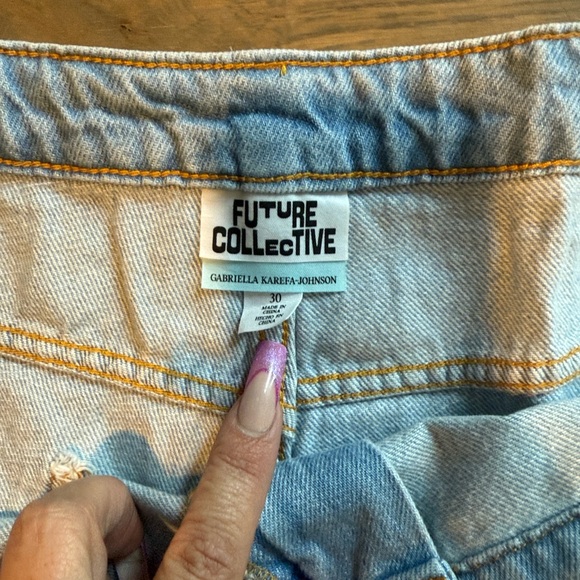 FUTURE
COLLECTIVE
GABRIELLA KAREFA-JOHNSON
30
MADE IN
CHINA
HECHO EN
CHINA